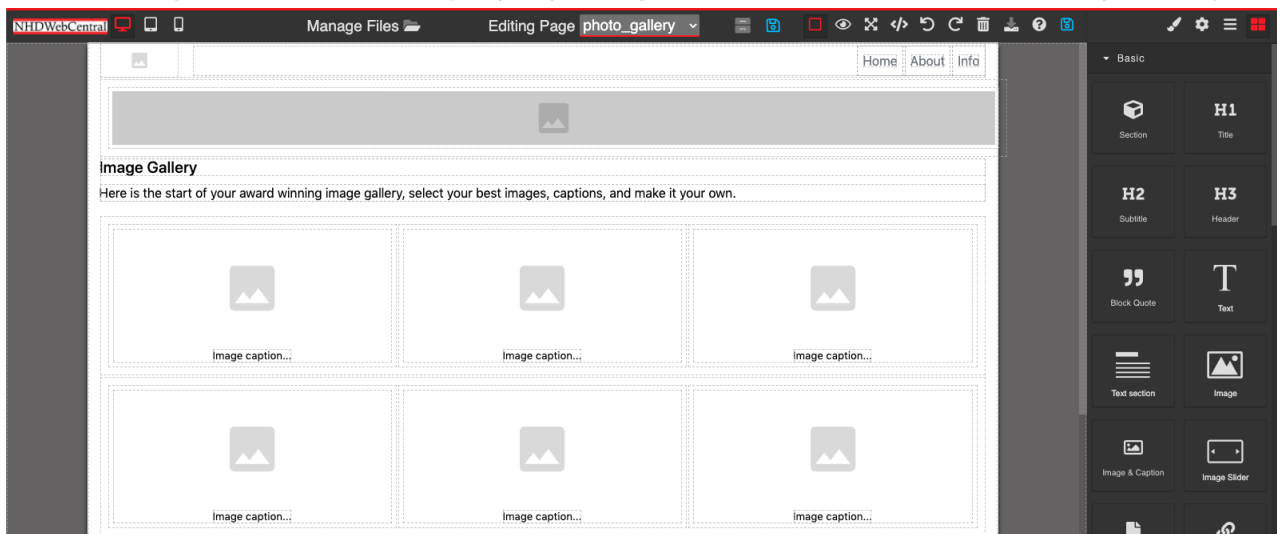 NHDWebCentral Manage Files Editing Page photo_gallery
Home About Info
Basic
Section
H1
Title
Image Gallery
Here is the start of your award winning image gallery, select your best images, captions, and make it your own.
H2
Subtitle
H3
Header
Block Quote
T
Text
Image caption...
Image caption...
Image caption...
Text section
Image
Image & Caption
Image Slider
Image caption...
Image caption...
Image caption...